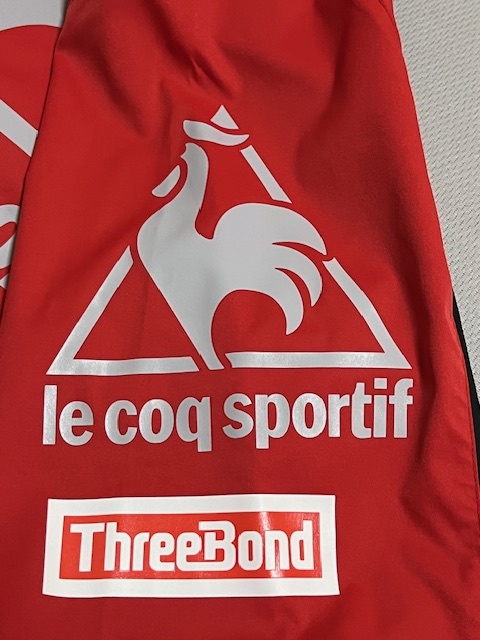 le coq sportif
ThreeBond